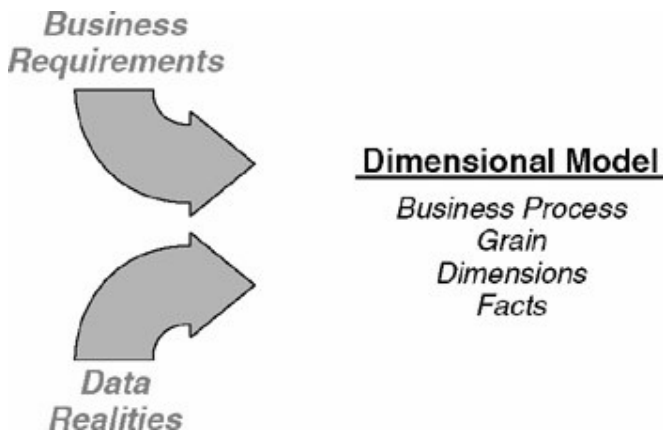 Business
Requirements
Dimensional Model
Business Process
Grain
Dimensions
Facts
Data
Realities